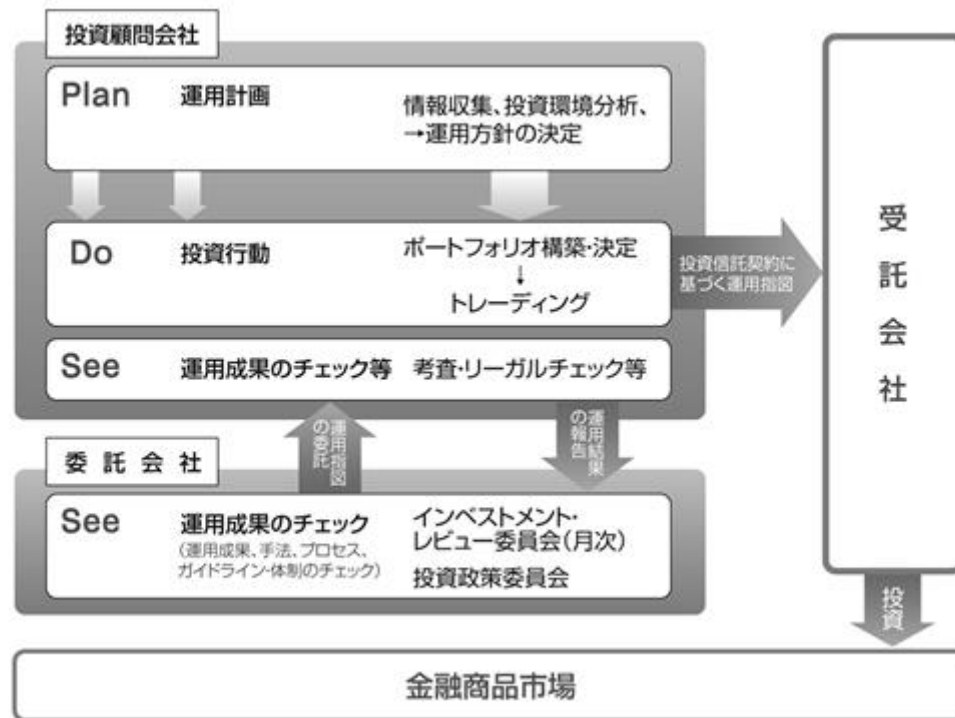 投資顧問会社
Plan 運用計画 情報収集、投資環境分析、
→運用方針の決定
Do 投資行動 ポートフォリオ構築・決定
↓
トレーディング
See 運用成果のチェック等 考査・リーガルチェック等
投資信託契約に
基づく運用指図
受託会社
運用指図
の委託
運用結果
の報告
委託会社
See 運用成果のチェック
(運用成果、手法、プロセス、
ガイドライン・体制のチェック)
インベストメント・
レビュー委員会(月次)
投資政策委員会
投資
金融商品市場